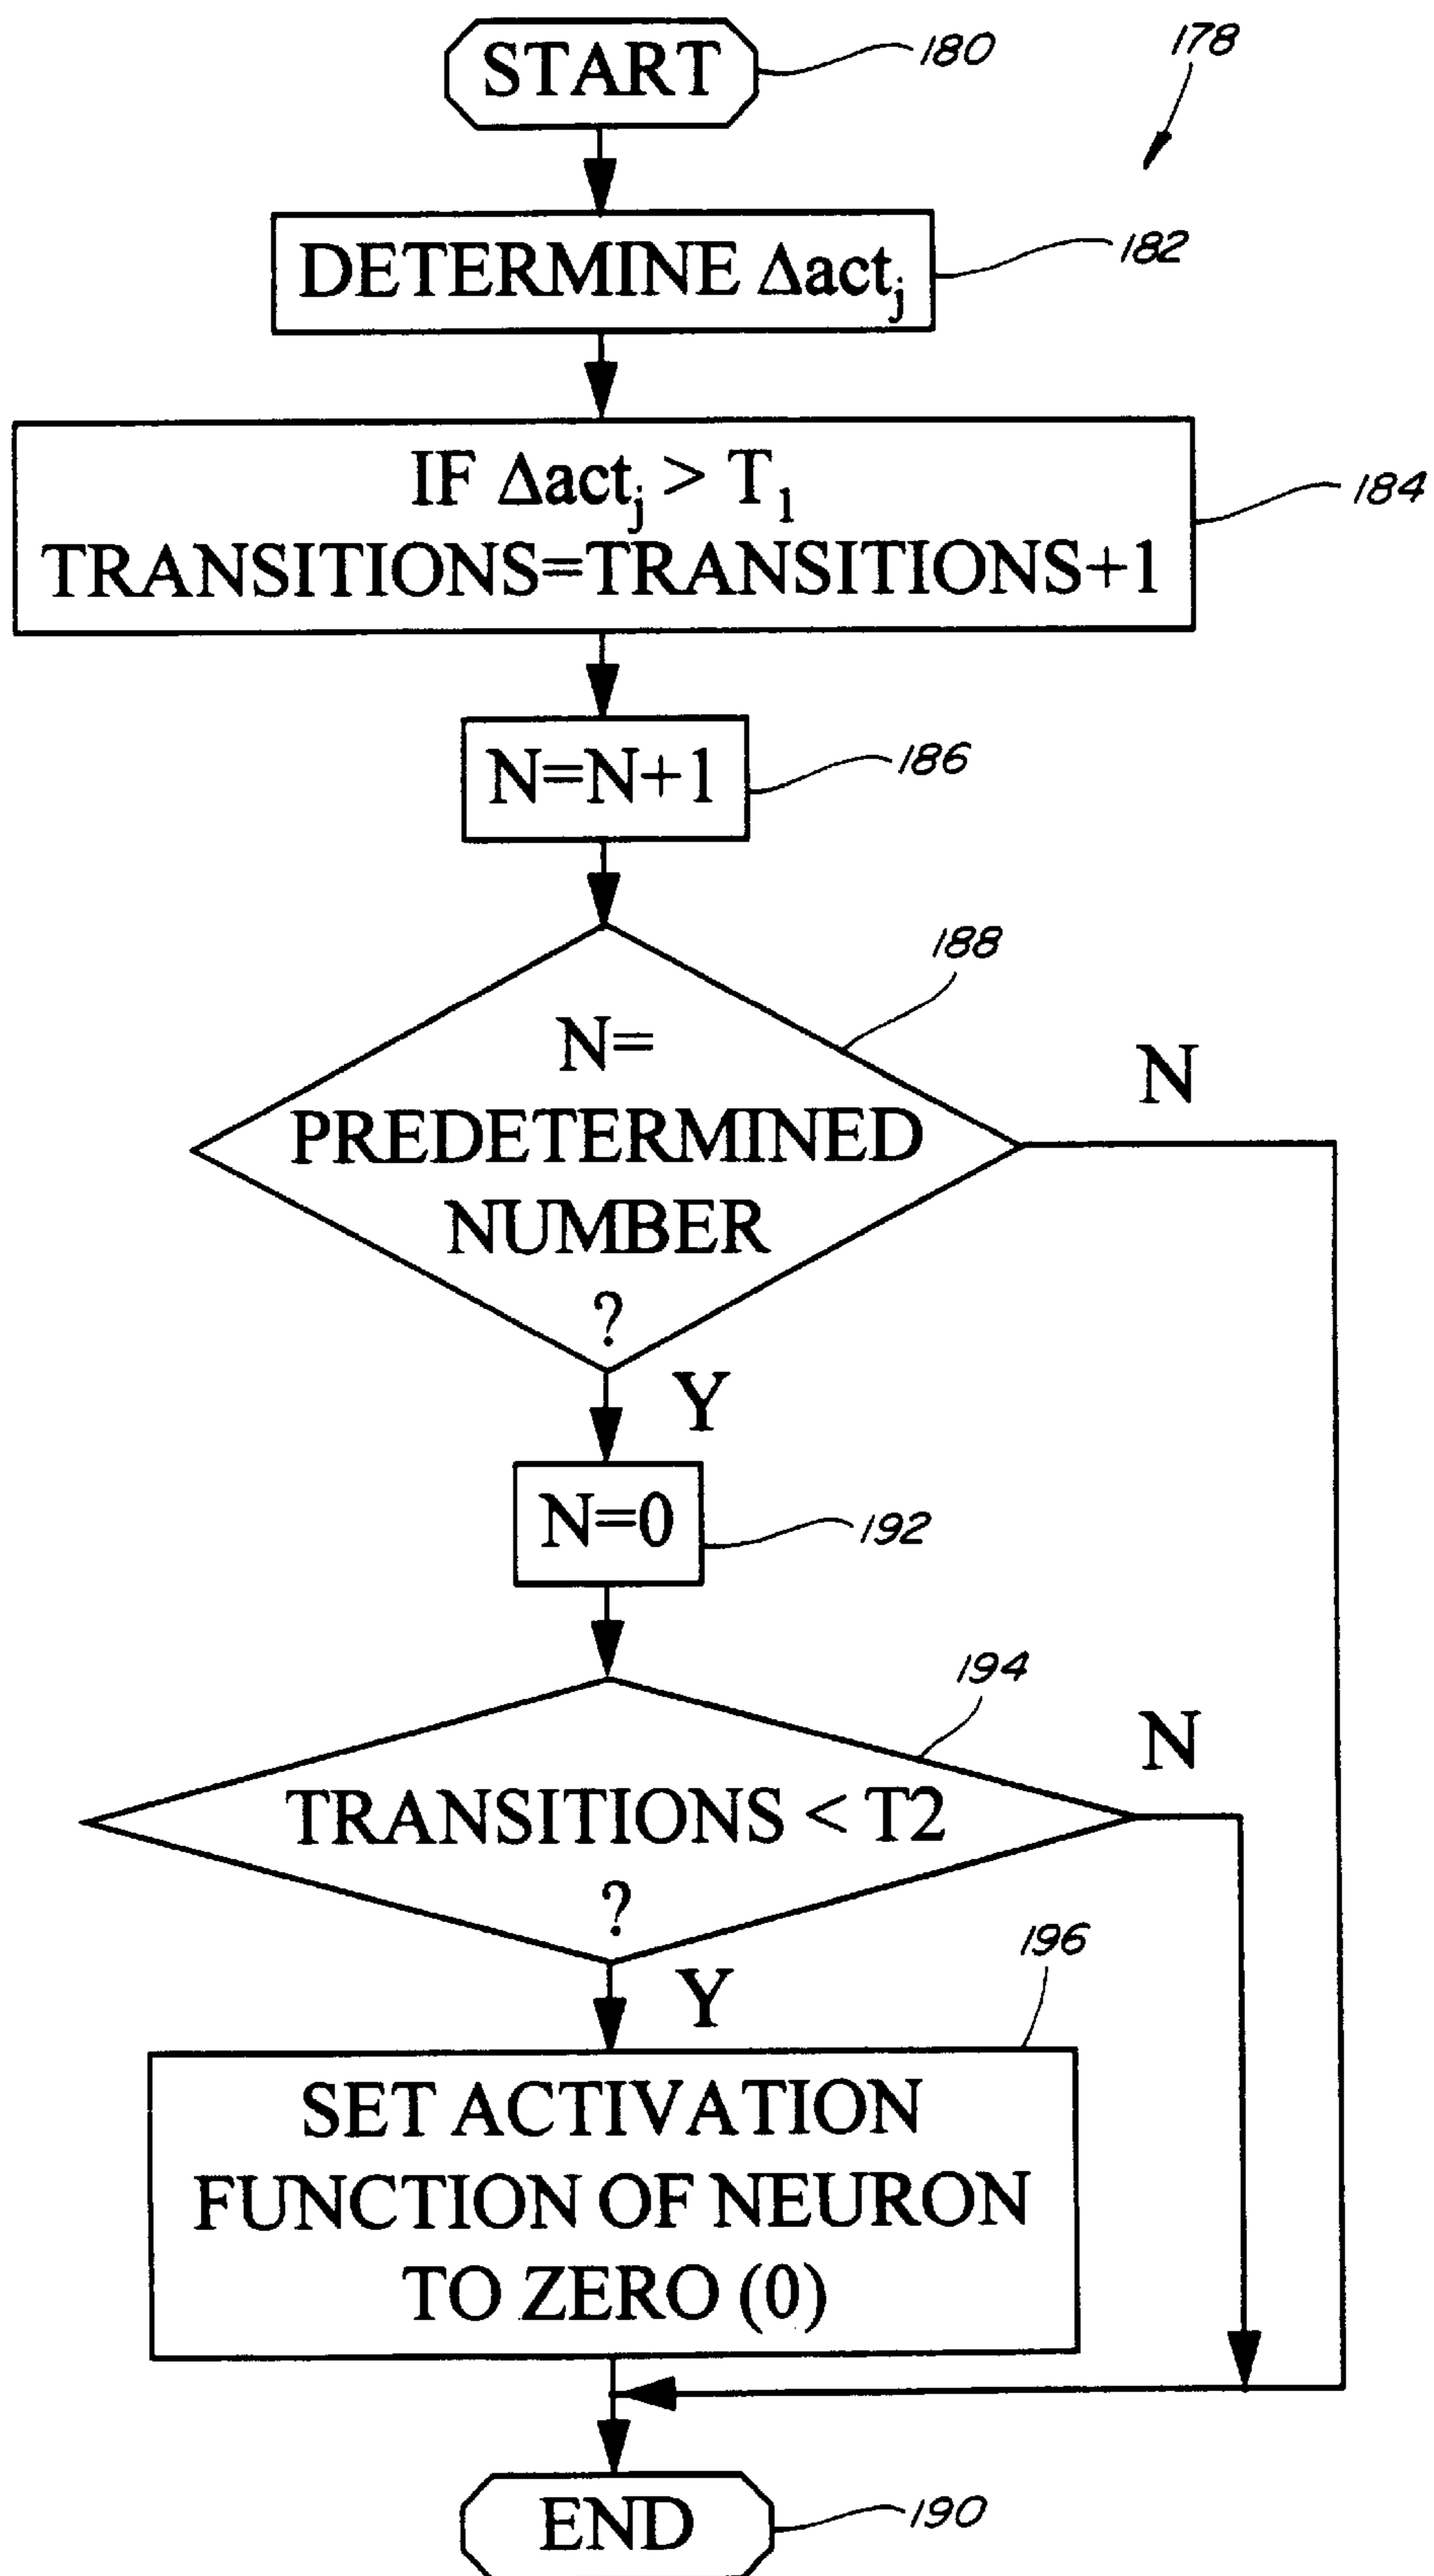 START
180
178
DETERMINE Δactj
182
IF Δactj > T1
TRANSITIONS=TRANSITIONS+1
184
N=N+1
186
N=
PREDETERMINED
NUMBER
?
188
N
Y
N=0
192
TRANSITIONS < T2
?
194
N
Y
SET ACTIVATION
FUNCTION OF NEURON
TO ZERO (0)
196
END
190